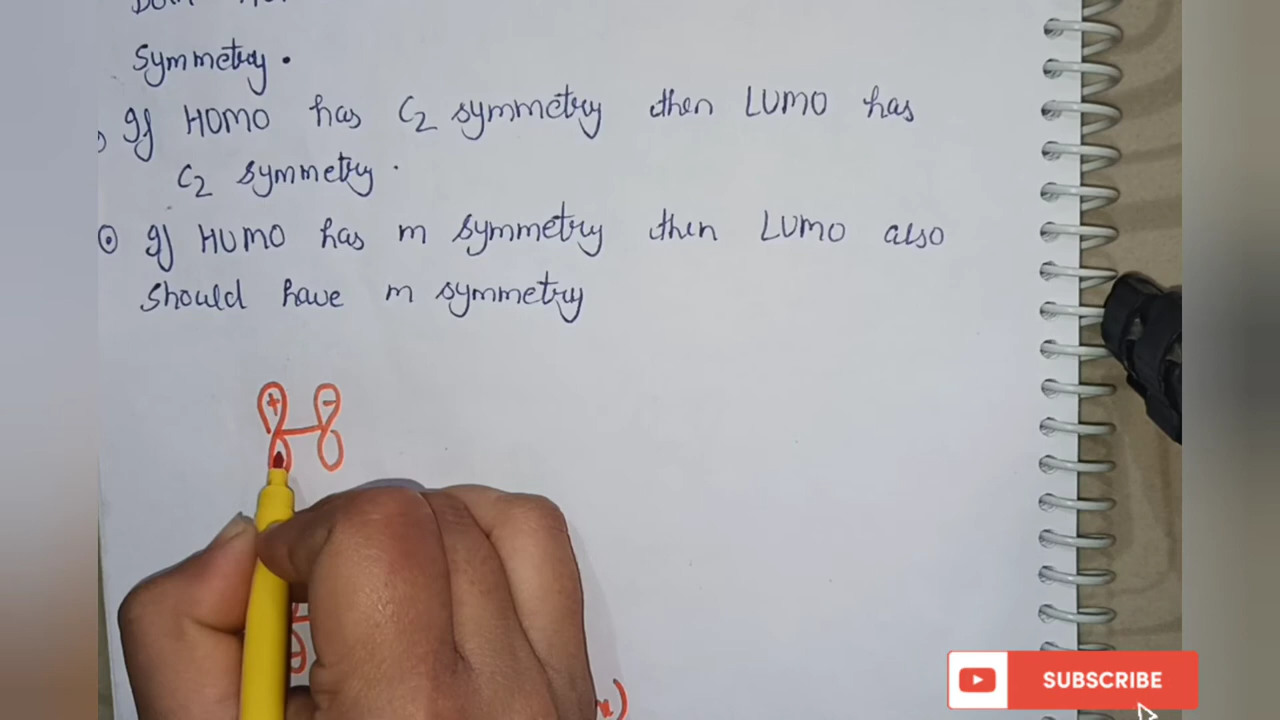 Symmetry.
If HOMO has C2 symmetry then LUMO has
C2 symmetry.
If HUMO has m symmetry then LUMO also
should have m symmetry
+ -
SUBSCRIBE